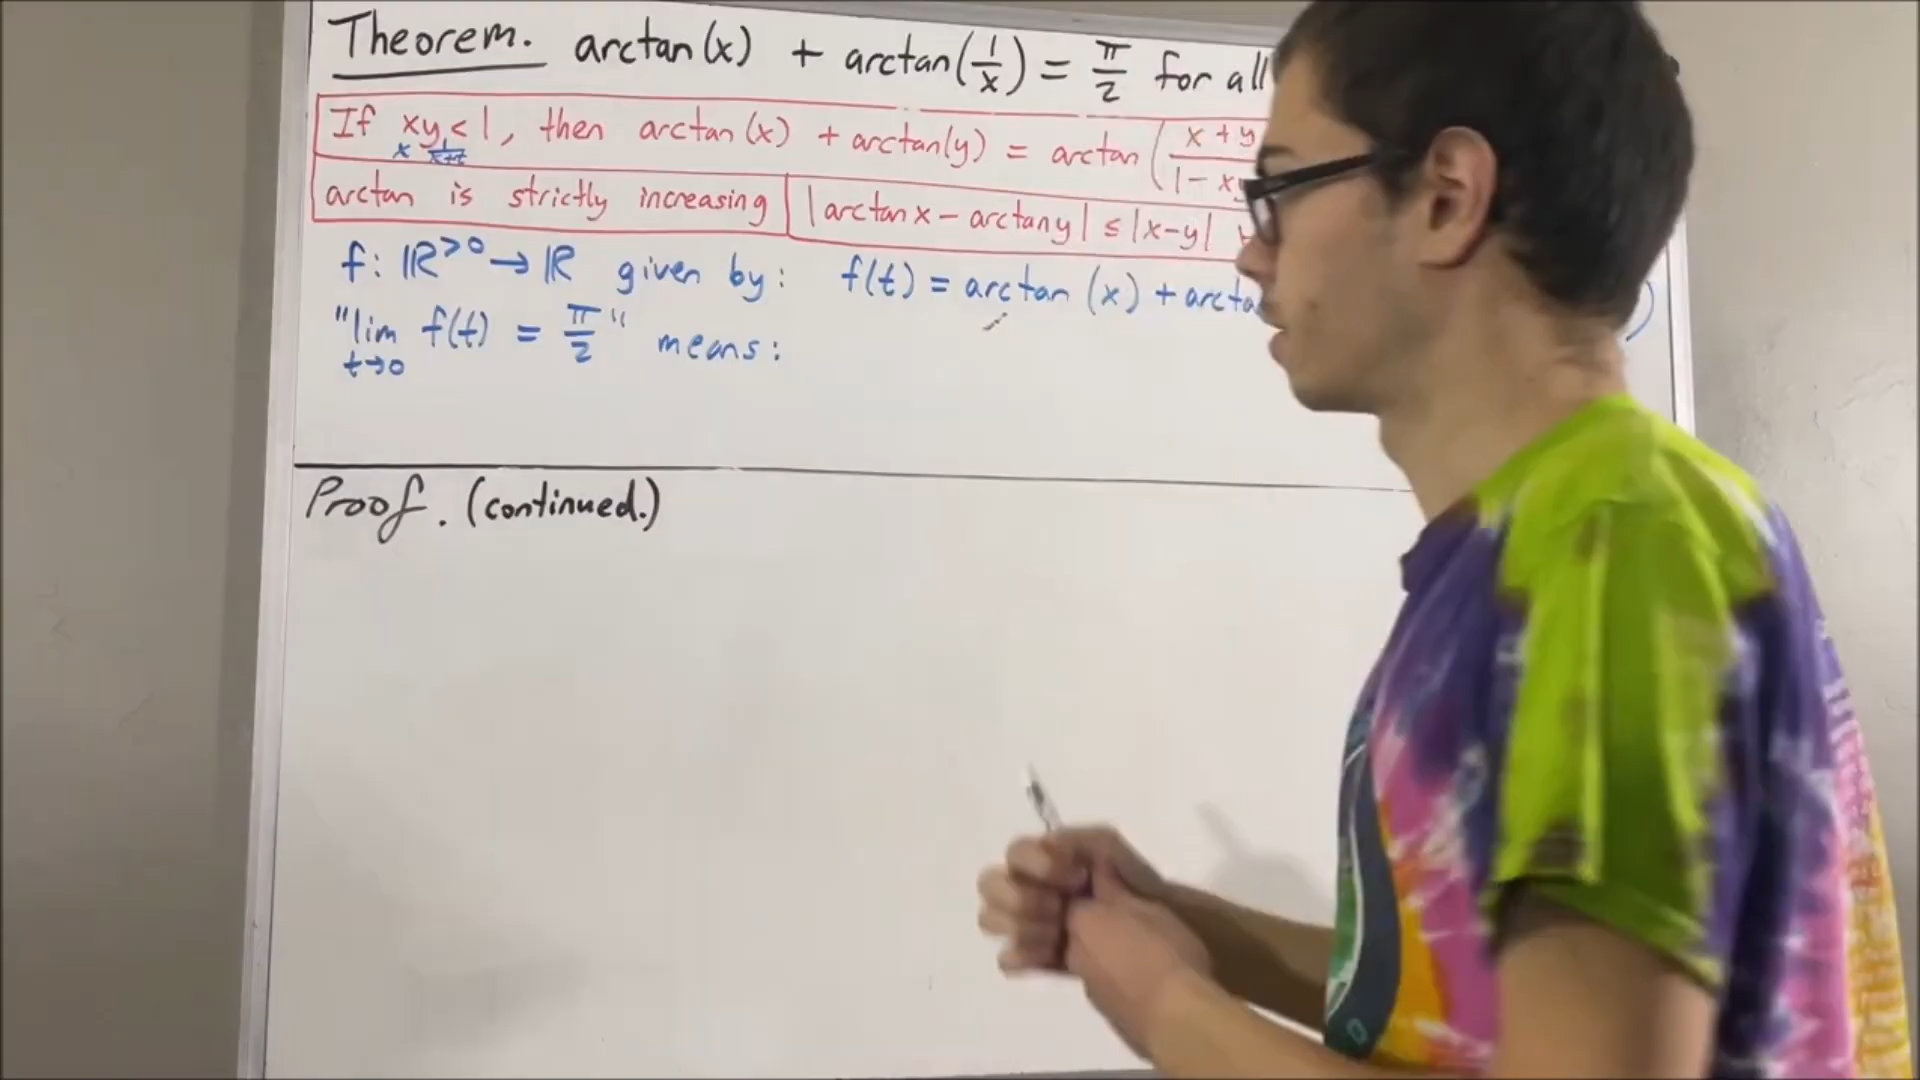 Theorem. arctan(x) + arctan(1/x) = π/2 for all
If xy < 1, then arctan(x) + arctan(y) = arctan(x + y / 1 - xy
x 1/x+t
arctan is strictly increasing |arctan x - arctan y| ≤ |x-y| ∀
f: ℝ^>0 → ℝ given by: f(t) = arctan (x) + arcta )
"lim t→0 f(t) = π/2" means:
Proof. (continued.)